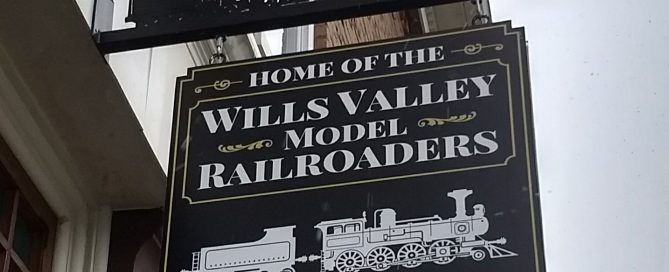 HOME OF THE
WILLS VALLEY
MODEL
RAILROADERS